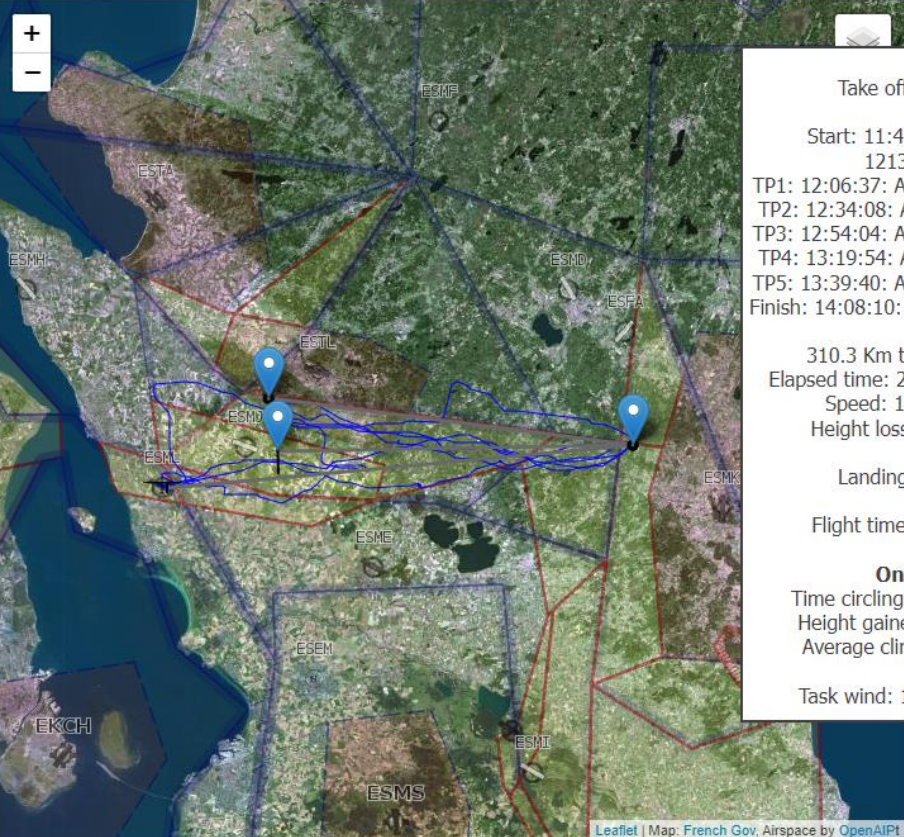 +
−
ESMF
ESTA
ESMH
ESMD
ESFA
ESTL
ESMJ
ESML
ESMK
ESME
ESEM
EKCH
ESMI
ESMS
Take of
Start: 11:4
1213
TP1: 12:06:37: A
TP2: 12:34:08: A
TP3: 12:54:04: A
TP4: 13:19:54: A
TP5: 13:39:40: A
Finish: 14:08:10:
310.3 Km t
Elapsed time: 2
Speed: 1
Height loss
Landing
Flight time
On
Time circling
Height gaine
Average clin
Task wind: 1
Leaflet | Map: French Gov, Airspace by OpenAIP